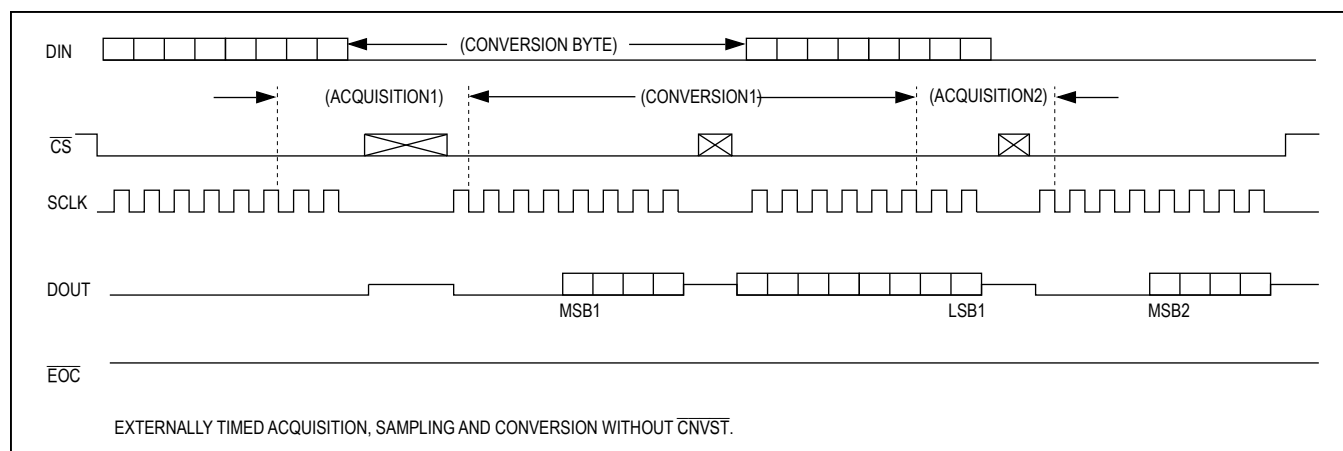 DIN
(CONVERSION BYTE)
(ACQUISITION1)
(CONVERSION1)
(ACQUISITION2)
CS
SCLK
DOUT
MSB1
LSB1
MSB2
EOC
EXTERNALLY TIMED ACQUISITION, SAMPLING AND CONVERSION WITHOUT CNVST.